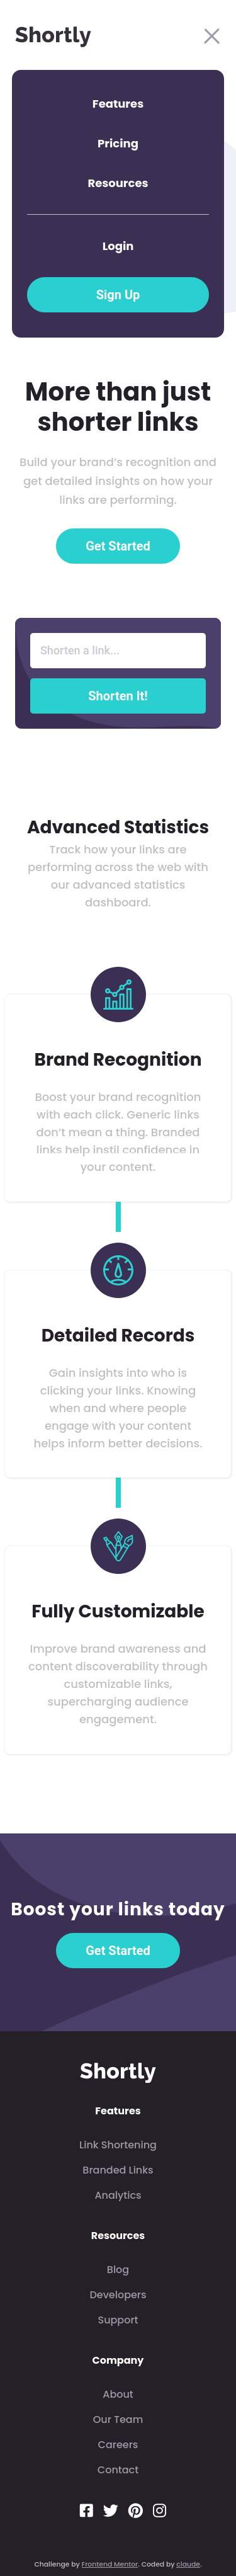 Shortly
Features
Pricing
Resources
Login
Sign Up
More than just
shorter links
Build your brand's recognition and
get detailed insights on how your
links are performing.
Get Started
Shorten a link...
Shorten It!
Advanced Statistics
Track how your links are
performing across the web with
our advanced statistics
dashboard.
Brand Recognition
Boost your brand recognition
with each click. Generic links
don't mean a thing. Branded
links help instil confidence in
your content.
Detailed Records
Gain insights into who is
clicking your links. Knowing
when and where people
engage with your content
helps inform better decisions.
Fully Customizable
Improve brand awareness and
content discoverability through
customizable links,
supercharging audience
engagement.
Boost your links today
Get Started
Shortly
Features
Link Shortening
Branded Links
Analytics
Resources
Blog
Developers
Support
Company
About
Our Team
Careers
Contact
Challenge by Frontend Mentor. Coded by claude.